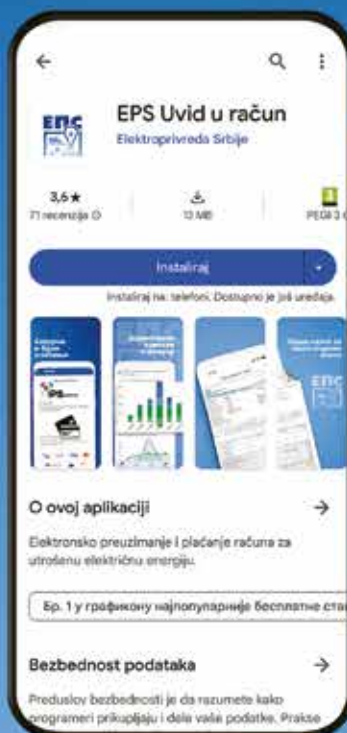 EPS Uvid u račun
ЕПС
Elektroprivreda Srbije
3,6★
71 recenzija
12 MB
PEGI 3
Instaliraj
Instaliraj na: telefoni. Dostupno je još uređaja.
ЕПС
O ovoj aplikaciji
Elektronsko preuzimanje i plaćanje računa za
utrošenu električnu energiju.
Бр. 1 у графикону најпопуларније бесплатне ста
Bezbednost podataka
Preduslov bezbednosti je da razumete kako
programeri prikupljaju i dele vaše podatke. Prakse